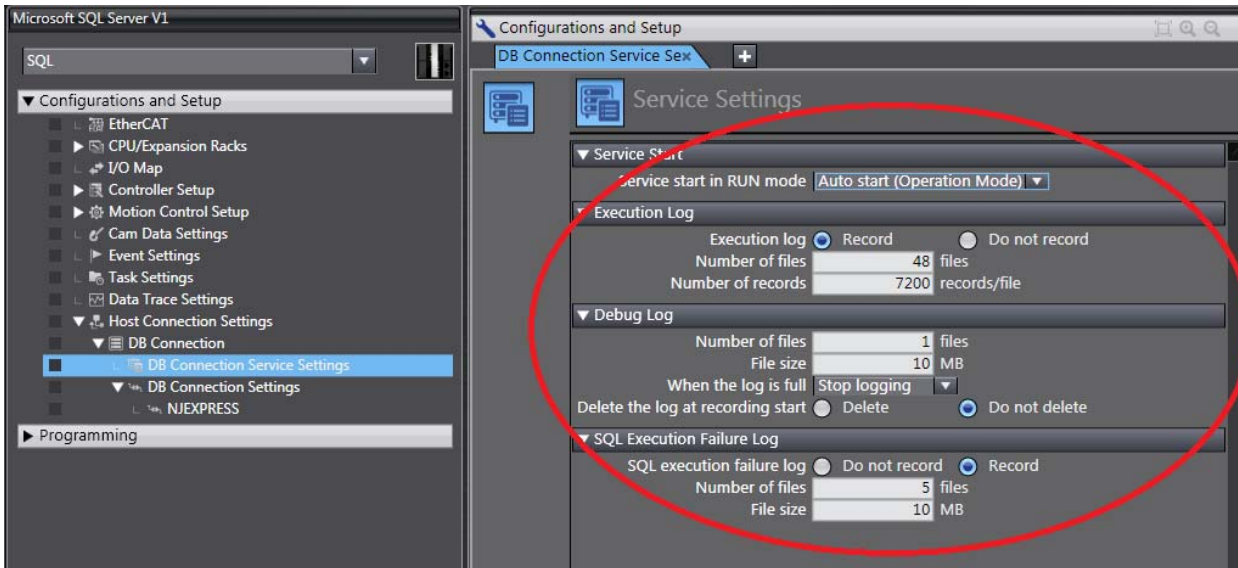 Microsoft SQL Server V1
SQL
Configurations and Setup
EtherCAT
CPU/Expansion Racks
I/O Map
Controller Setup
Motion Control Setup
Cam Data Settings
Event Settings
Task Settings
Data Trace Settings
Host Connection Settings
DB Connection
DB Connection Service Settings
DB Connection Settings
NJEXPRESS
Programming
Configurations and Setup
DB Connection Service Se
Service Settings
Service Start
Service start in RUN mode Auto start (Operation Mode)
Execution Log
Execution log Record Do not record
Number of files 48 files
Number of records 7200 records/file
Debug Log
Number of files 1 files
File size 10 MB
When the log is full Stop logging
Delete the log at recording start Delete Do not delete
SQL Execution Failure Log
SQL execution failure log Do not record Record
Number of files 5 files
File size 10 MB